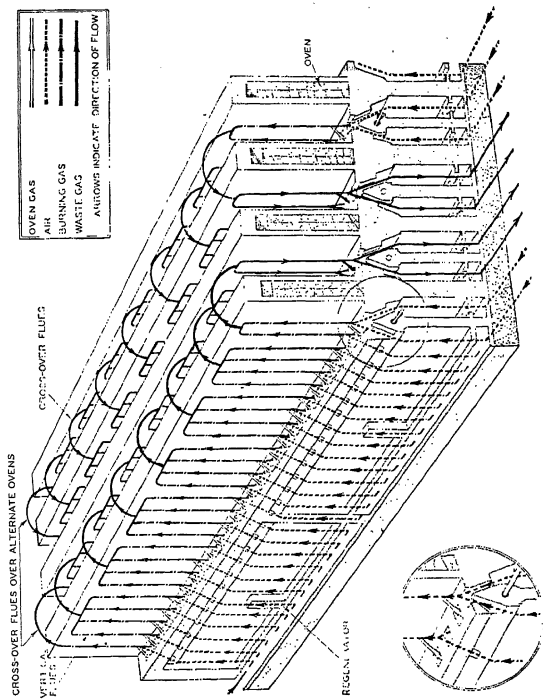 OVEN GAS
AIR
BURNING GAS
WASTE GAS
ARROWS INDICATE DIRECTION OF FLOW
CROSS-OVER FLUES OVER ALTERNATE OVENS
CROSS-OVER FLUES
OVEN
FLUES